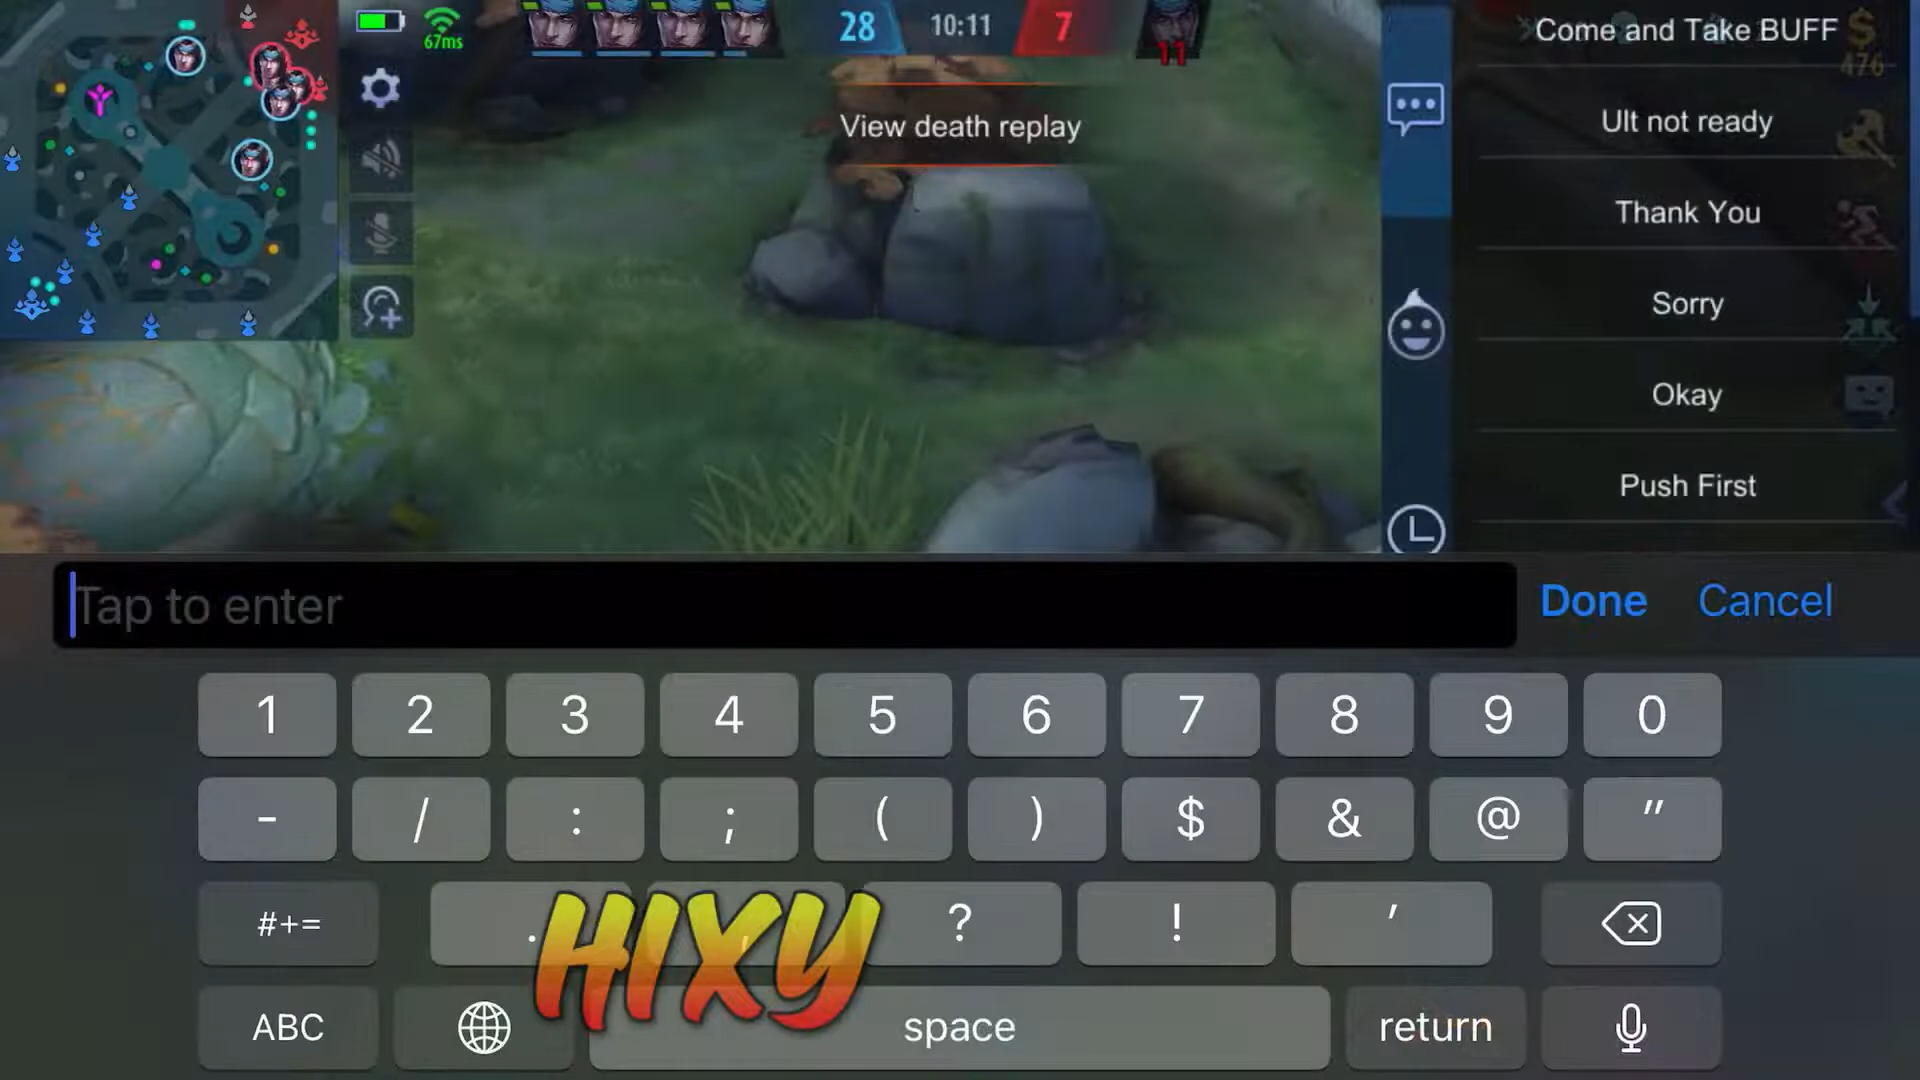 67ms
28
10:11
7
11
View death replay
476
Come and Take BUFF
Ult not ready
Thank You
Sorry
Okay
Push First
Tap to enter
Done
Cancel
1 2 3 4 5 6 7 8 9 0
- / : ; ( ) $ & @ "
#+= . , ? ! '
HIXY
ABC space return